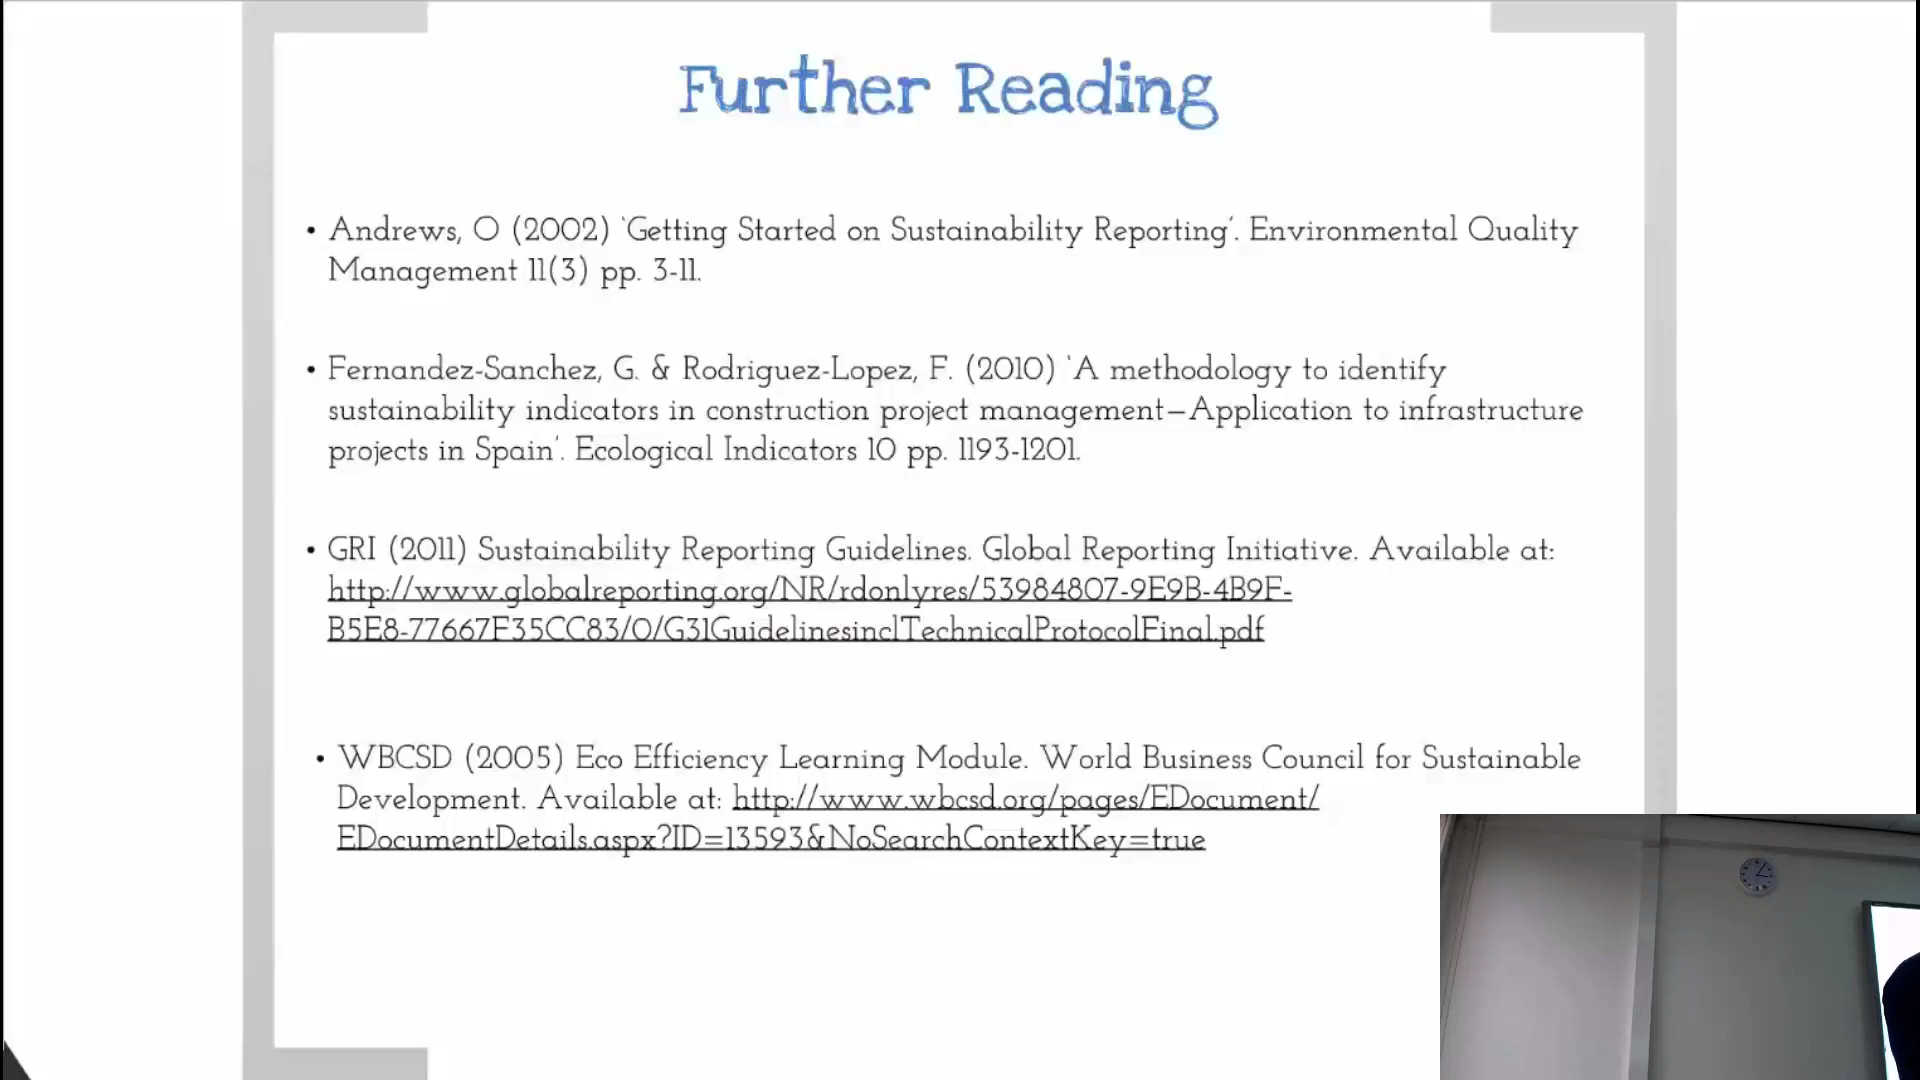 Further Reading
• Andrews, O (2002) ‘Getting Started on Sustainability Reporting’. Environmental Quality
Management 11(3) pp. 3-11.
• Fernandez-Sanchez, G. & Rodriguez-Lopez, F. (2010) ‘A methodology to identify
sustainability indicators in construction project management—Application to infrastructure
projects in Spain’. Ecological Indicators 10 pp. 1193-1201.
• GRI (2011) Sustainability Reporting Guidelines. Global Reporting Initiative. Available at:
http://www.globalreporting.org/NR/rdonlyres/53984807-9E9B-4B9F-
B5E8-77667F35CC83/0/G31GuidelinesinclTechnicalProtocolFinal.pdf
• WBCSD (2005) Eco Efficiency Learning Module. World Business Council for Sustainable
Development. Available at: http://www.wbcsd.org/pages/EDocument/
EDocumentDetails.aspx?ID=13593&NoSearchContextKey=true